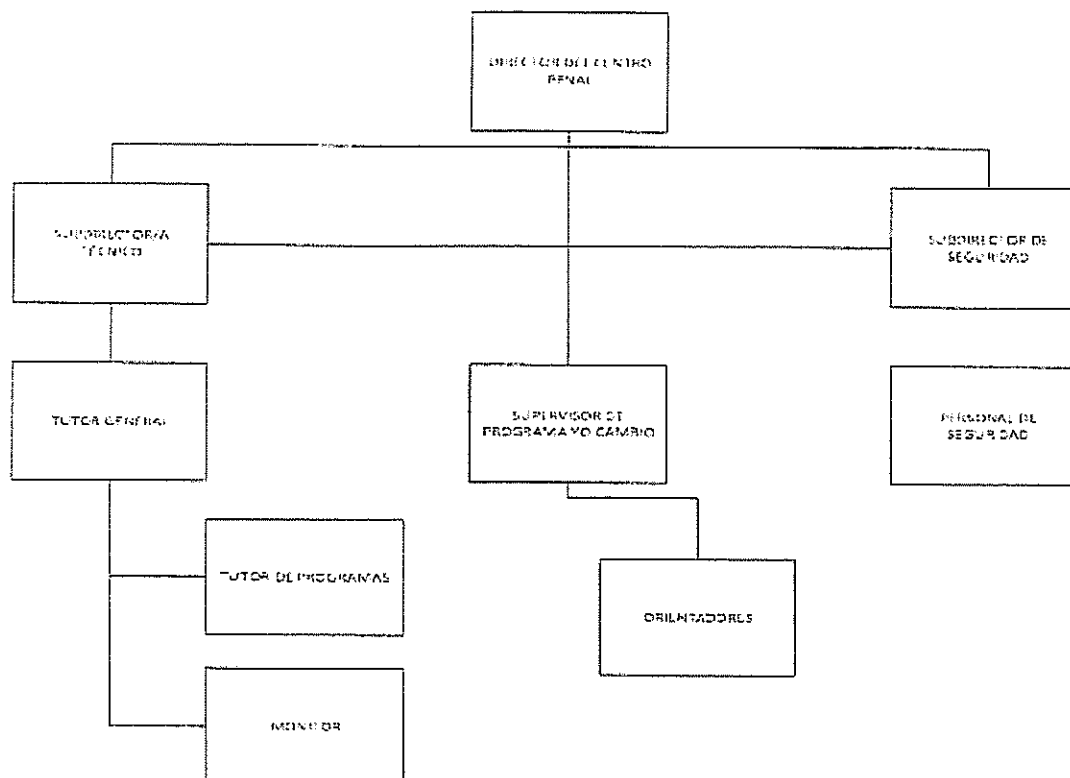 DIRECTOR DEL CENTRO
PENAL
SUBDIRECTOR/A
TÉCNICO
SUBDIRECTOR DE
SEGURIDAD
TUTOR GENERAL
SUPERVISOR DE
PROGRAMA YO CAMBIO
PERSONAL DE
SEGURIDAD
TUTOR DE PROGRAMAS
ORIENTADORES
MONITOR